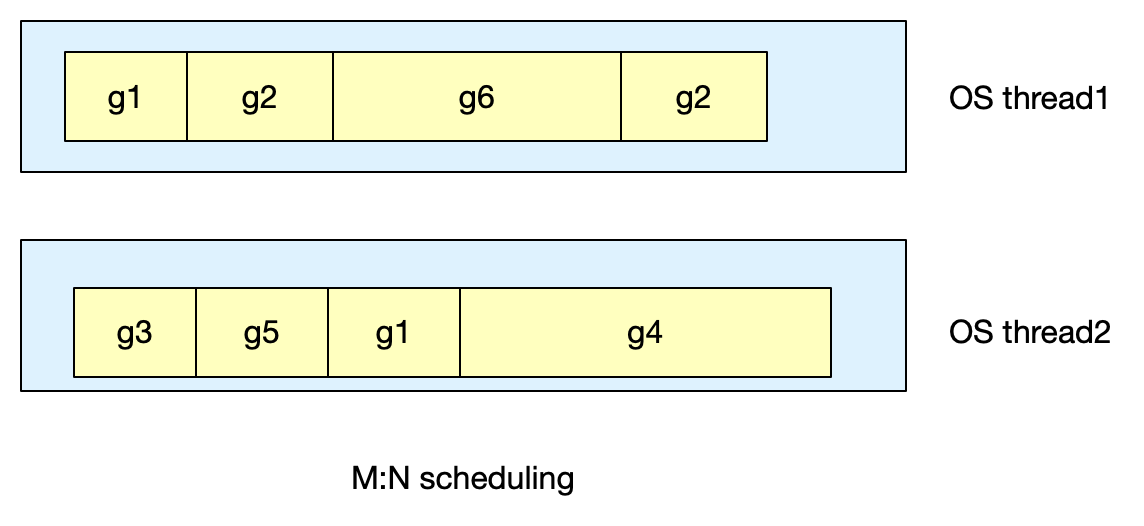 g1 g2 g6 g2 OS thread1
g3 g5 g1 g4 OS thread2
M:N scheduling